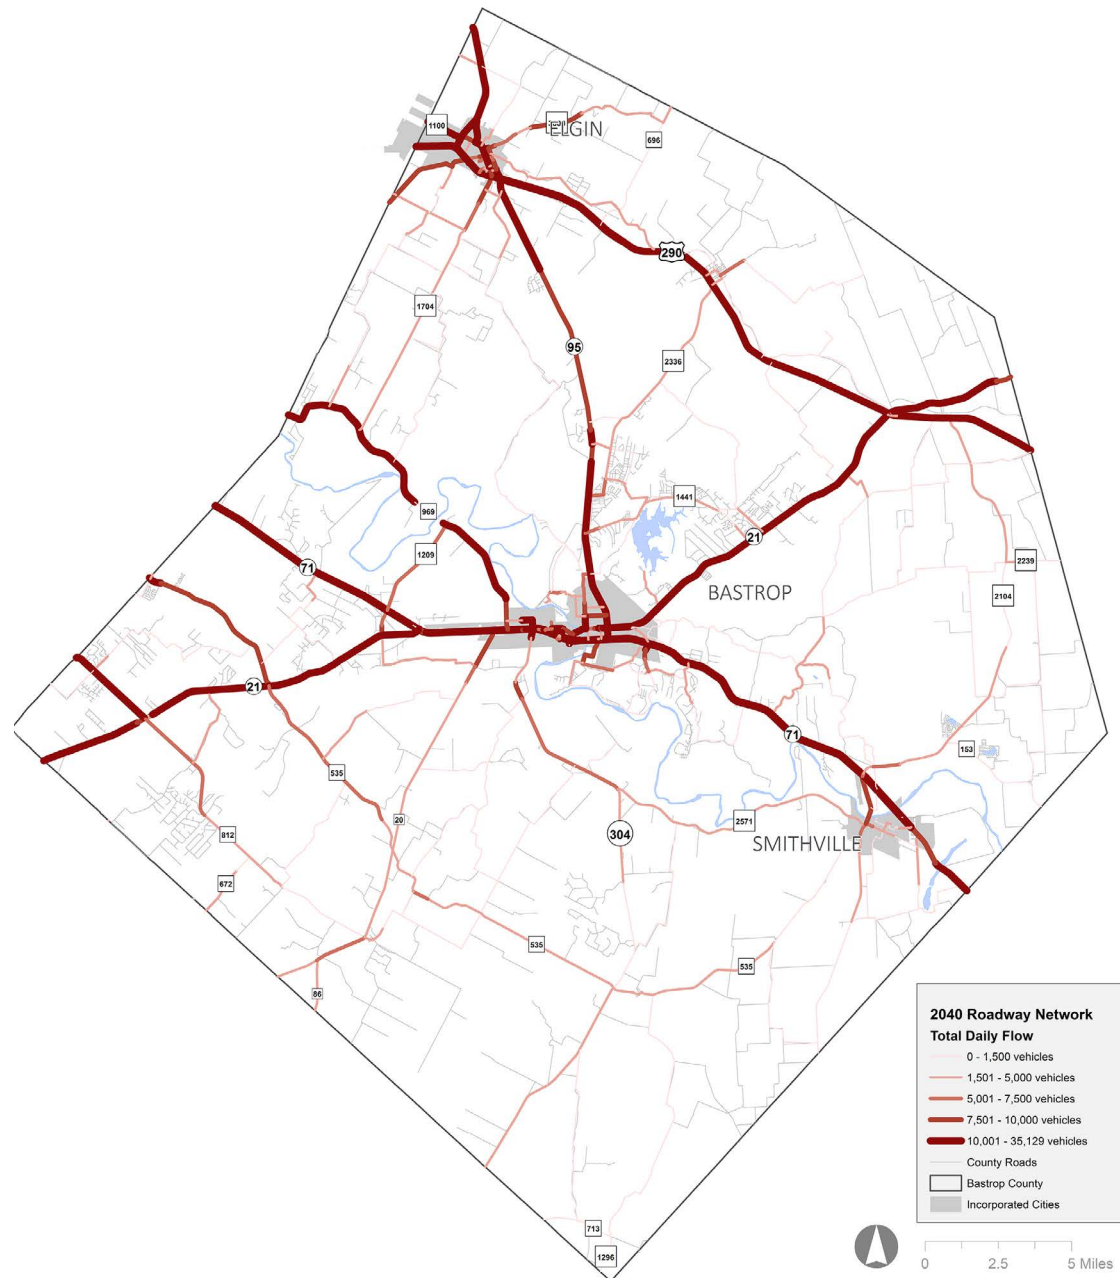 1100
ELGIN
696
290
1704
95
2336
1441
969
21
1209
71
2239
2104
BASTROP
21
71
153
535
20
2571
812
304
SMITHVILLE
672
535
535
86
713
1296
2040 Roadway Network
Total Daily Flow
0 - 1,500 vehicles
1,501 - 5,000 vehicles
5,001 - 7,500 vehicles
7,501 - 10,000 vehicles
10,001 - 35,129 vehicles
County Roads
Bastrop County
Incorporated Cities
0 2.5 5 Miles